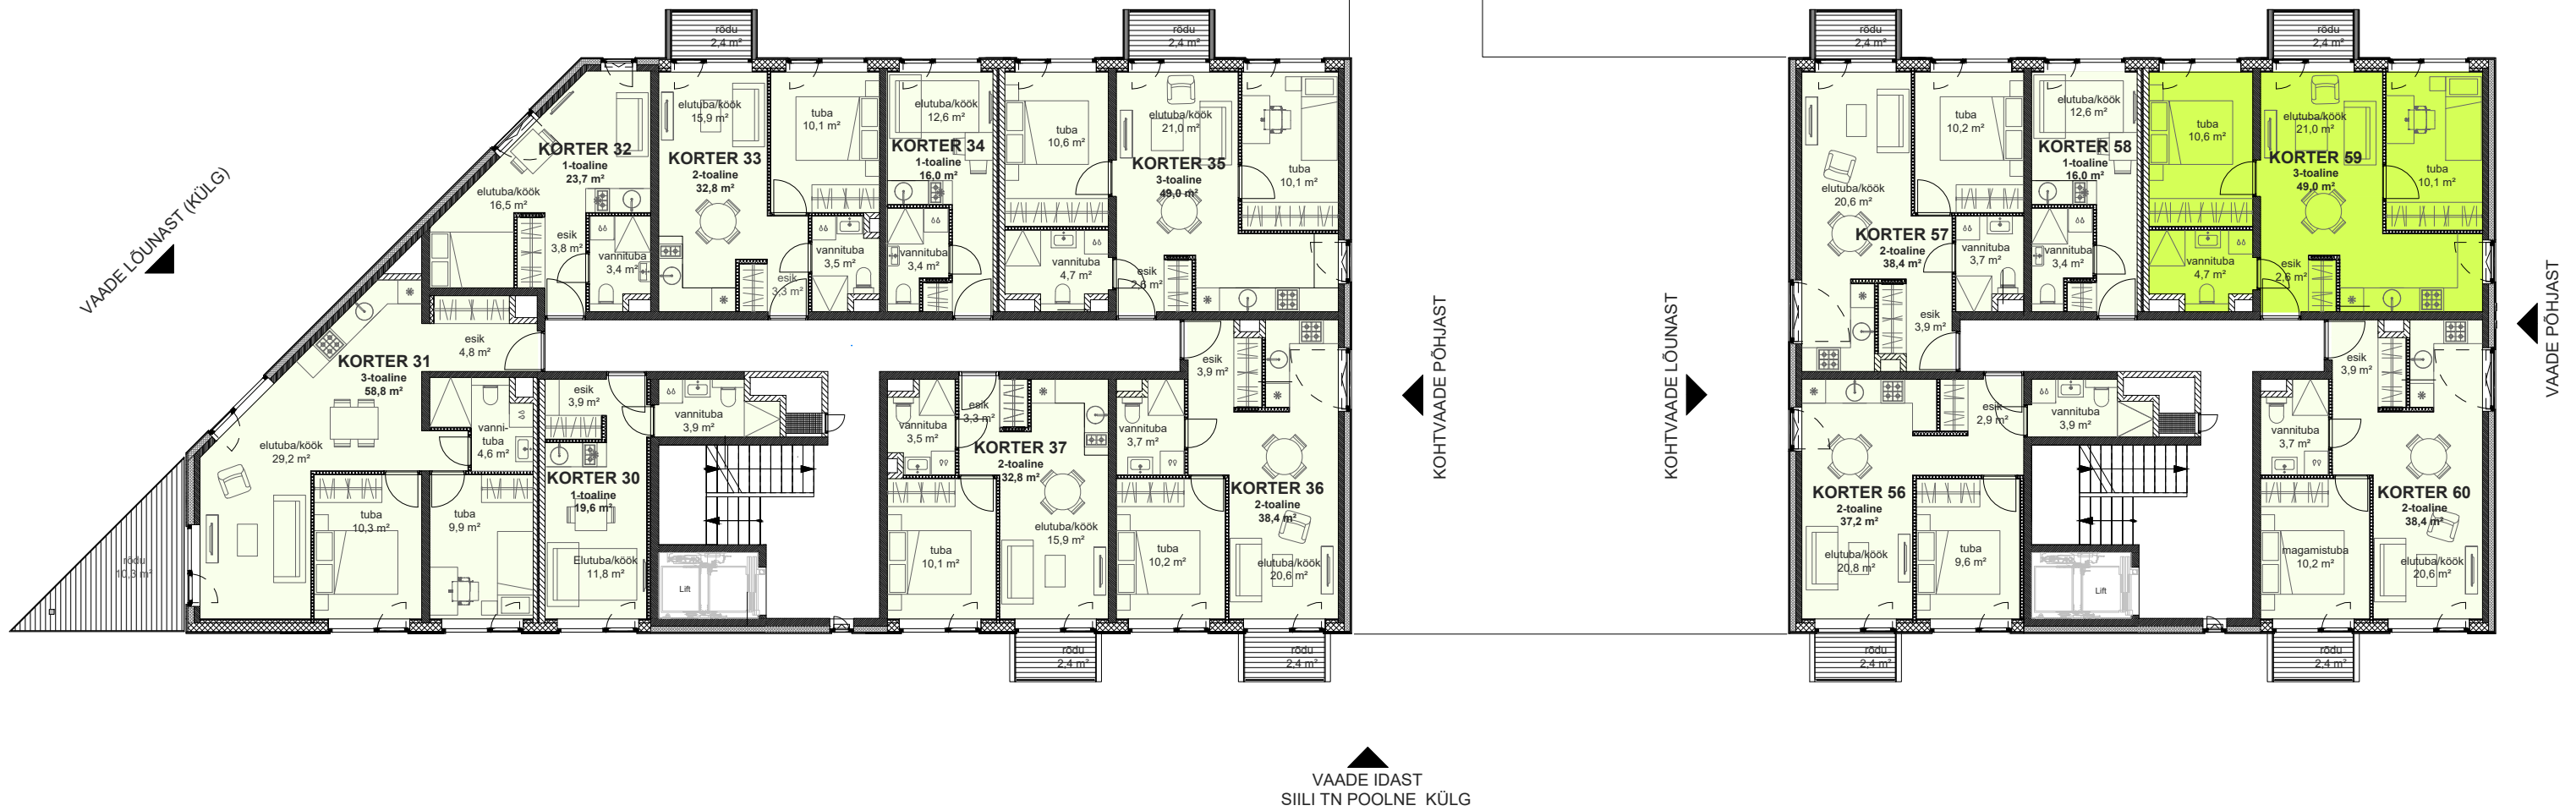 rõdu
2,4 m²
rõdu
2,4 m²
rõdu
2,4 m²
rõdu
2,4 m²
VAADE LÕUNAST (KÜLG)
KORTER 32
1-toaline
23,7 m²
elutuba/köök
16,5 m²
esik
3,8 m²
vannituba
3,4 m²
elutuba/köök
15,9 m²
KORTER 33
2-toaline
32,8 m²
tuba
10,1 m²
vannituba
3,5 m²
esik
3,3 m²
elutuba/köök
12,6 m²
KORTER 34
1-toaline
16,0 m²
vannituba
3,4 m²
tuba
10,6 m²
vannituba
4,7 m²
elutuba/köök
21,0 m²
KORTER 35
3-toaline
49,0 m²
esik
2,6 m²
tuba
10,1 m²
KORTER 31
3-toaline
58,8 m²
esik
4,8 m²
elutuba/köök
29,2 m²
vanni-
tuba
4,6 m²
tuba
10,3 m²
tuba
9,9 m²
rõdu
10,3 m²
esik
3,9 m²
KORTER 30
1-toaline
19,6 m²
Elutuba/köök
11,8 m²
vannituba
3,9 m²
Lift
vannituba
3,5 m²
esik
3,3 m²
KORTER 37
2-toaline
32,8 m²
elutuba/köök
15,9 m²
tuba
10,1 m²
vannituba
3,7 m²
esik
3,9 m²
KORTER 36
2-toaline
38,4 m²
tuba
10,2 m²
elutuba/köök
20,6 m²
rõdu
2,4 m²
rõdu
2,4 m²
KOHTVAADE PÕHJAST
KOHTVAADE LÕUNAST
elutuba/köök
20,6 m²
KORTER 57
2-toaline
38,4 m²
tuba
10,2 m²
vannituba
3,7 m²
esik
3,9 m²
elutuba/köök
12,6 m²
KORTER 58
1-toaline
16,0 m²
vannituba
3,4 m²
tuba
10,6 m²
vannituba
4,7 m²
elutuba/köök
21,0 m²
KORTER 59
3-toaline
49,0 m²
esik
2,6 m²
tuba
10,1 m²
VAADE PÕHJAST
esik
2,9 m²
vannituba
3,9 m²
KORTER 56
2-toaline
37,2 m²
elutuba/köök
20,8 m²
tuba
9,6 m²
Lift
vannituba
3,7 m²
esik
3,9 m²
KORTER 60
2-toaline
38,4 m²
magamistuba
10,2 m²
elutuba/köök
20,6 m²
rõdu
2,4 m²
rõdu
2,4 m²
VAADE IDAST
SIILI TN POOLNE KÜLG